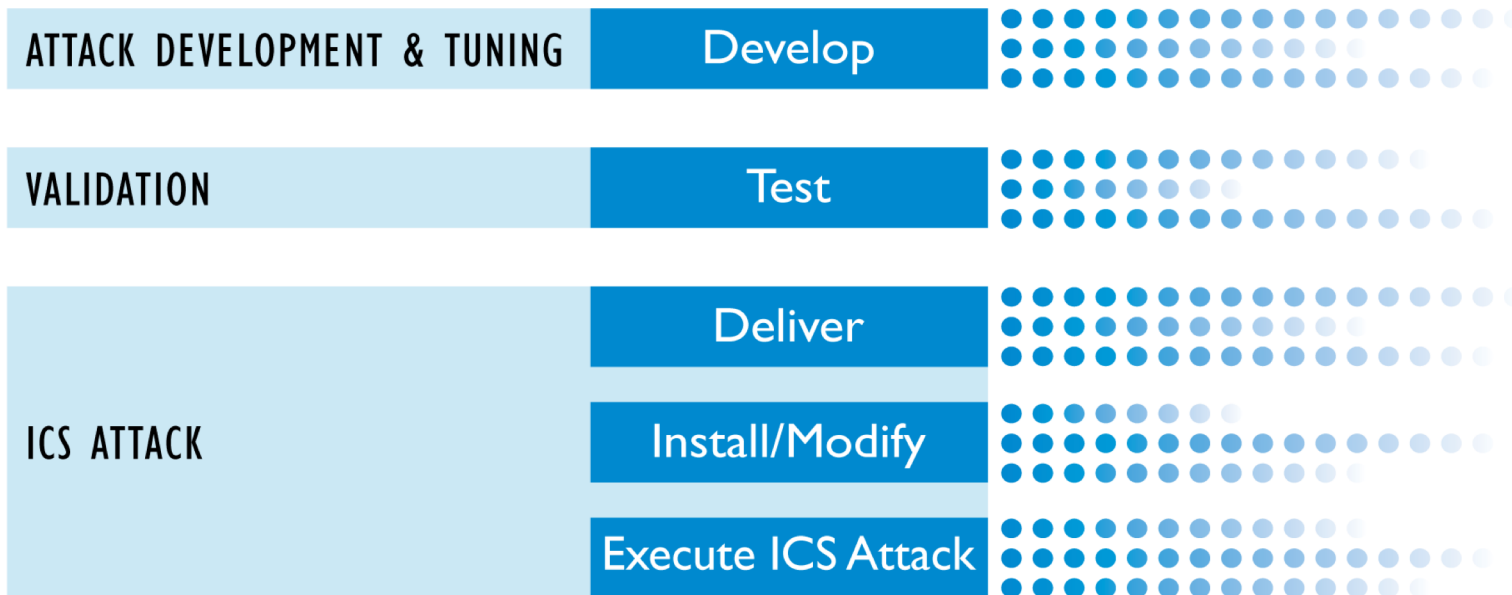 ATTACK DEVELOPMENT & TUNING
Develop
VALIDATION
Test
ICS ATTACK
Deliver
Install/Modify
Execute ICS Attack